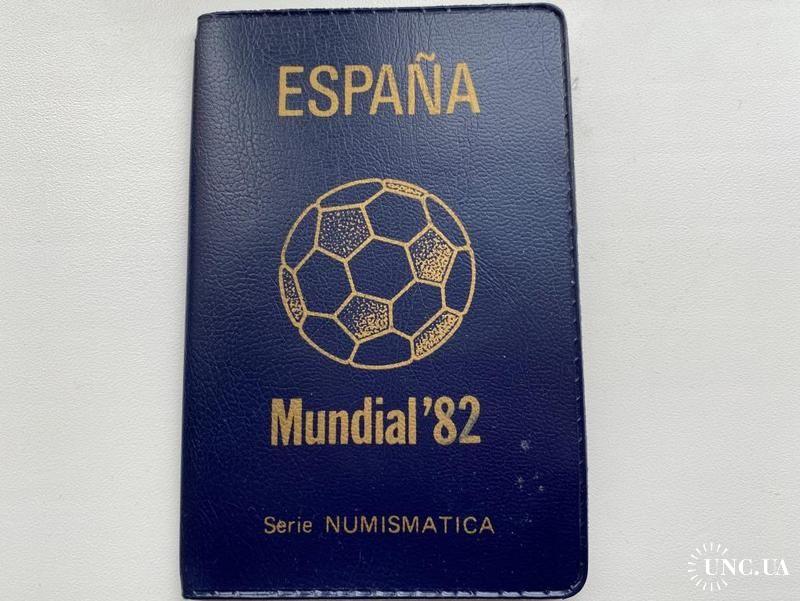 ESPAÑA
Mundial '82
Serie NUMISMATICA
UNC.UA